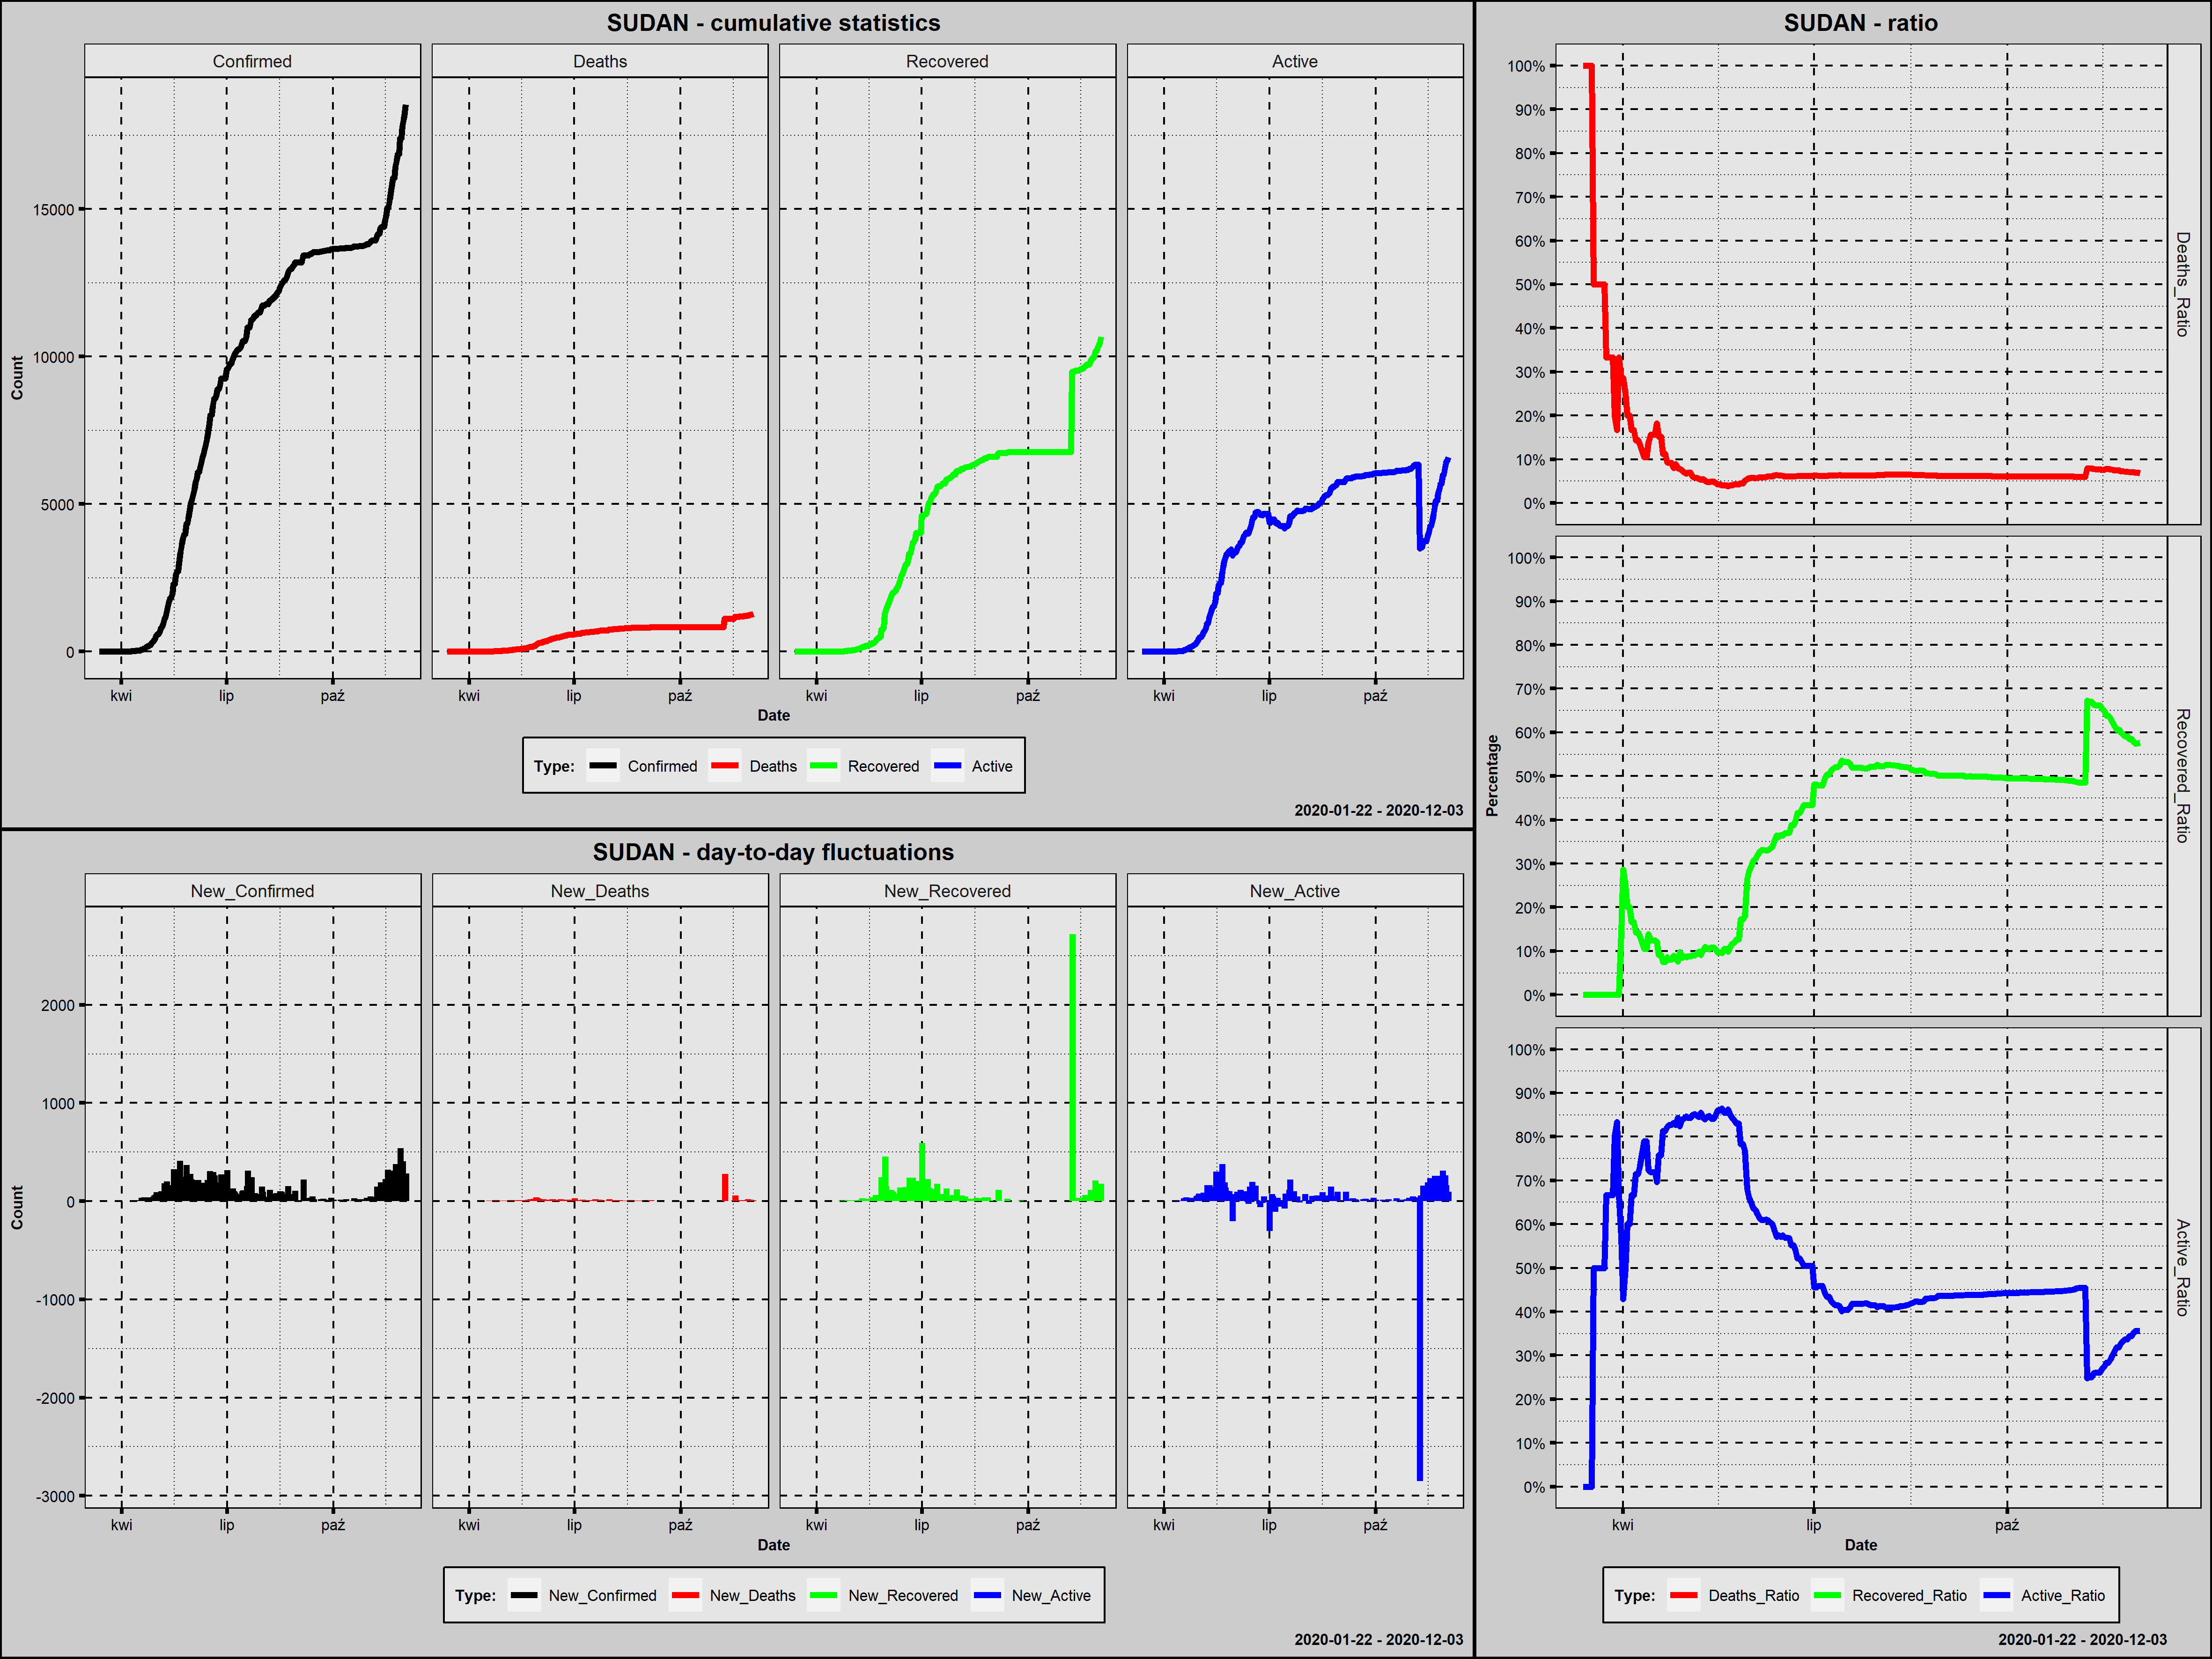 SUDAN - cumulative statistics
Confirmed Deaths Recovered Active
15000
10000
5000
0
Count
kwi lip paź kwi lip paź kwi lip paź kwi lip paź
Date
Type: Confirmed Deaths Recovered Active
2020-01-22 - 2020-12-03
SUDAN - day-to-day fluctuations
New_Confirmed New_Deaths New_Recovered New_Active
2000
1000
0
-1000
-2000
-3000
Count
kwi lip paź kwi lip paź kwi lip paź kwi lip paź
Date
Type: New_Confirmed New_Deaths New_Recovered New_Active
2020-01-22 - 2020-12-03
SUDAN - ratio
100%
90%
80%
70%
60%
50%
40%
30%
20%
10%
0%
Deaths_Ratio
100%
90%
80%
70%
60%
50%
40%
30%
20%
10%
0%
Recovered_Ratio
Percentage
100%
90%
80%
70%
60%
50%
40%
30%
20%
10%
0%
Active_Ratio
kwi lip paź
Date
Type: Deaths_Ratio Recovered_Ratio Active_Ratio
2020-01-22 - 2020-12-03